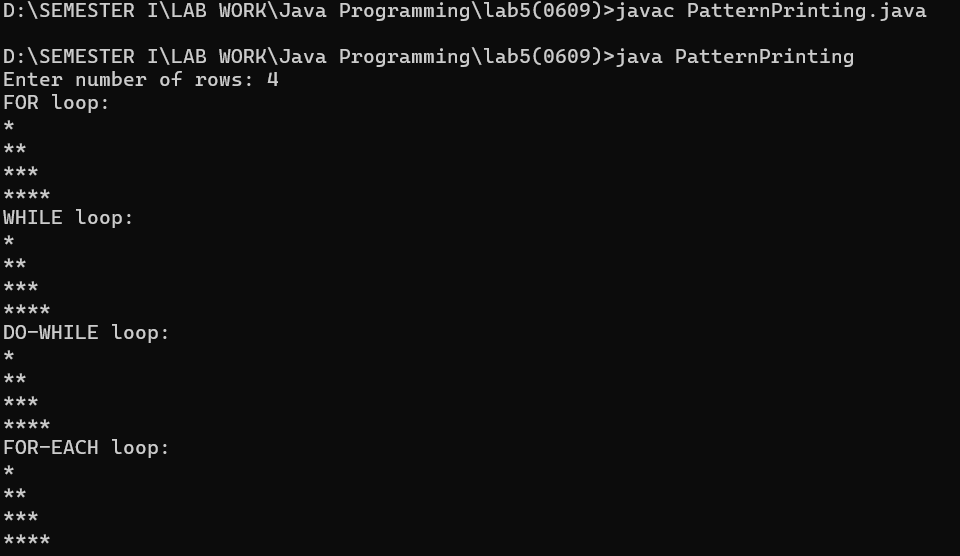 D:\SEMESTER I\LAB WORK\Java Programming\lab5(0609)>javac PatternPrinting.java
D:\SEMESTER I\LAB WORK\Java Programming\lab5(0609)>java PatternPrinting
Enter number of rows: 4
FOR loop:
*
**
***
****
WHILE loop:
*
**
***
****
DO-WHILE loop:
*
**
***
****
FOR-EACH loop:
*
**
***
****